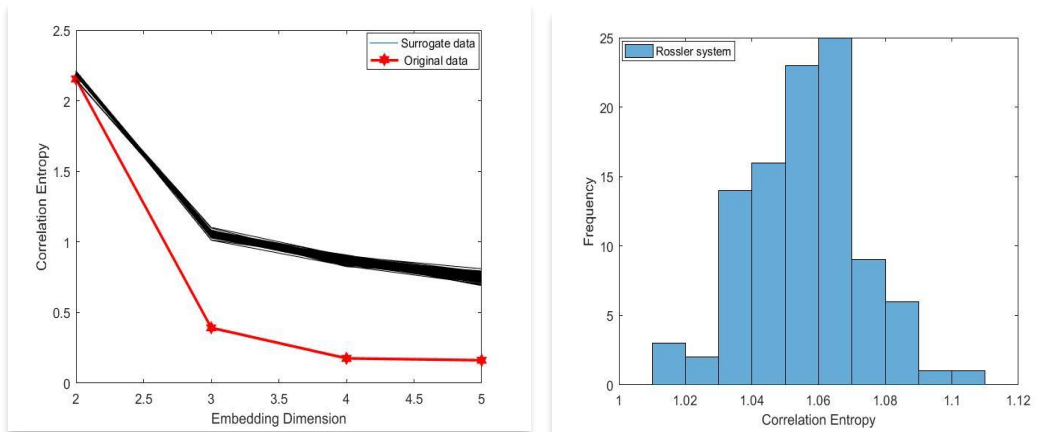 2.5
2
1.5
1
0.5
0
2 2.5 3 3.5 4 4.5 5
Correlation Entropy
Embedding Dimension
Surrogate data
Original data
25
20
15
10
5
0
1 1.02 1.04 1.06 1.08 1.1 1.12
Frequency
Correlation Entropy
Rossler system